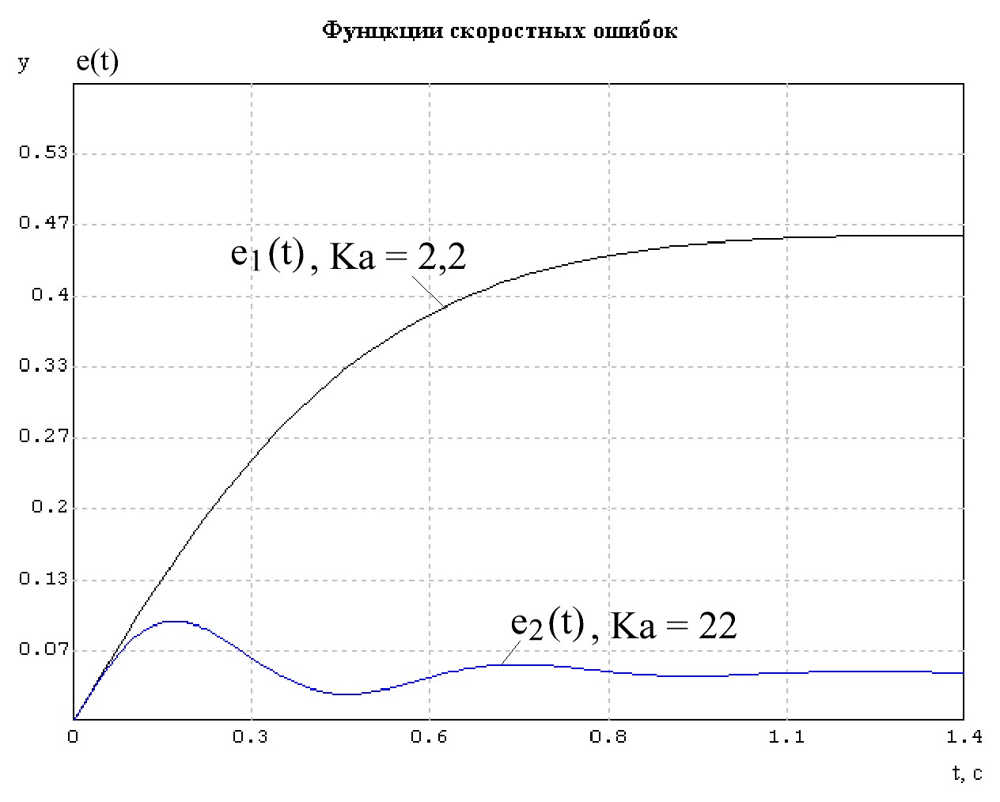 Фунцкции скоростных ошибок
y e(t)
0.53
0.47
e1(t), Ka = 2,2
0.4
0.33
0.27
0.2
0.13
e2(t), Ka = 22
0.07
0 0.3 0.6 0.8 1.1 1.4
t, c